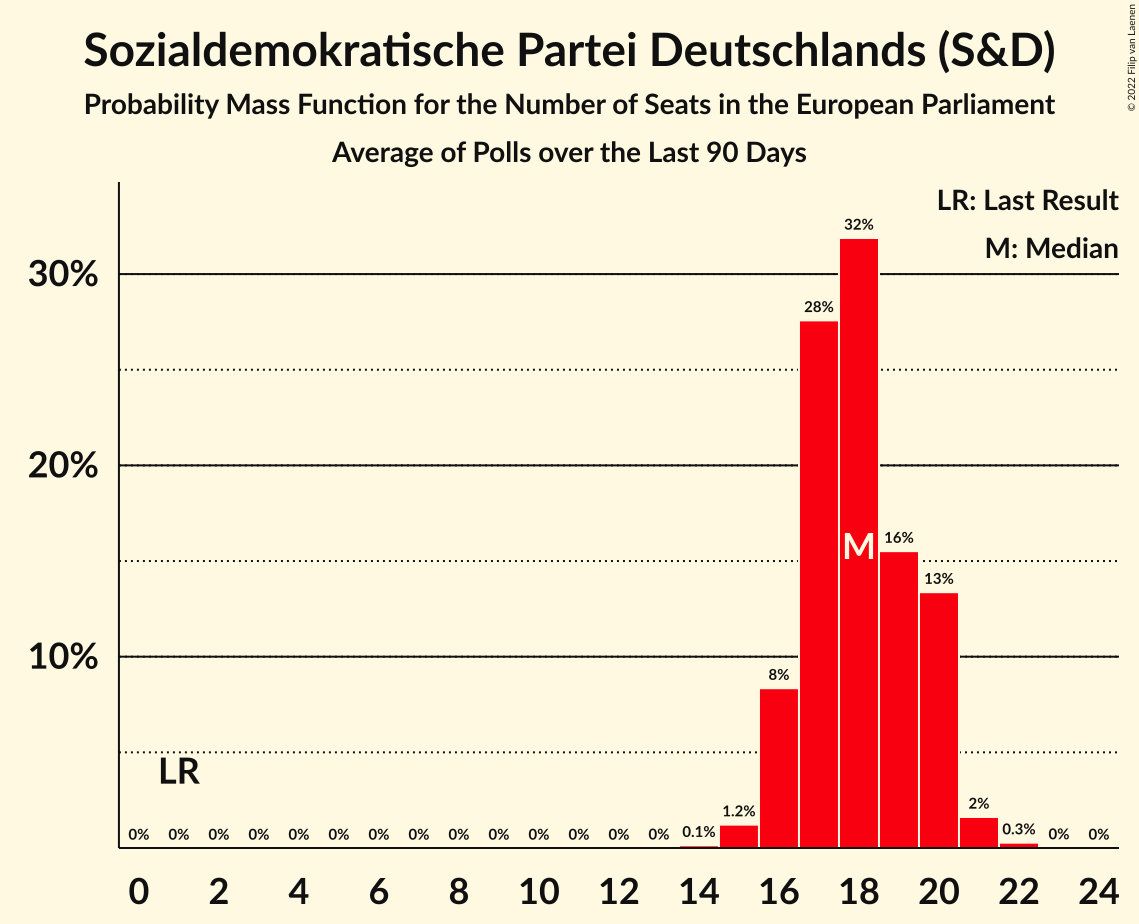 Sozialdemokratische Partei Deutschlands (S&D)
Probability Mass Function for the Number of Seats in the European Parliament
Average of Polls over the Last 90 Days
© 2022 Filip van Laenen
LR: Last Result
M: Median
32%
30%
28%
20%
M
16%
13%
10%
8%
LR
0% 0% 0% 0% 0% 0% 0% 0% 0% 0% 0% 0% 0% 0% 0.1% 1.2% 2% 0.3% 0% 0%
0 2 4 6 8 10 12 14 16 18 20 22 24